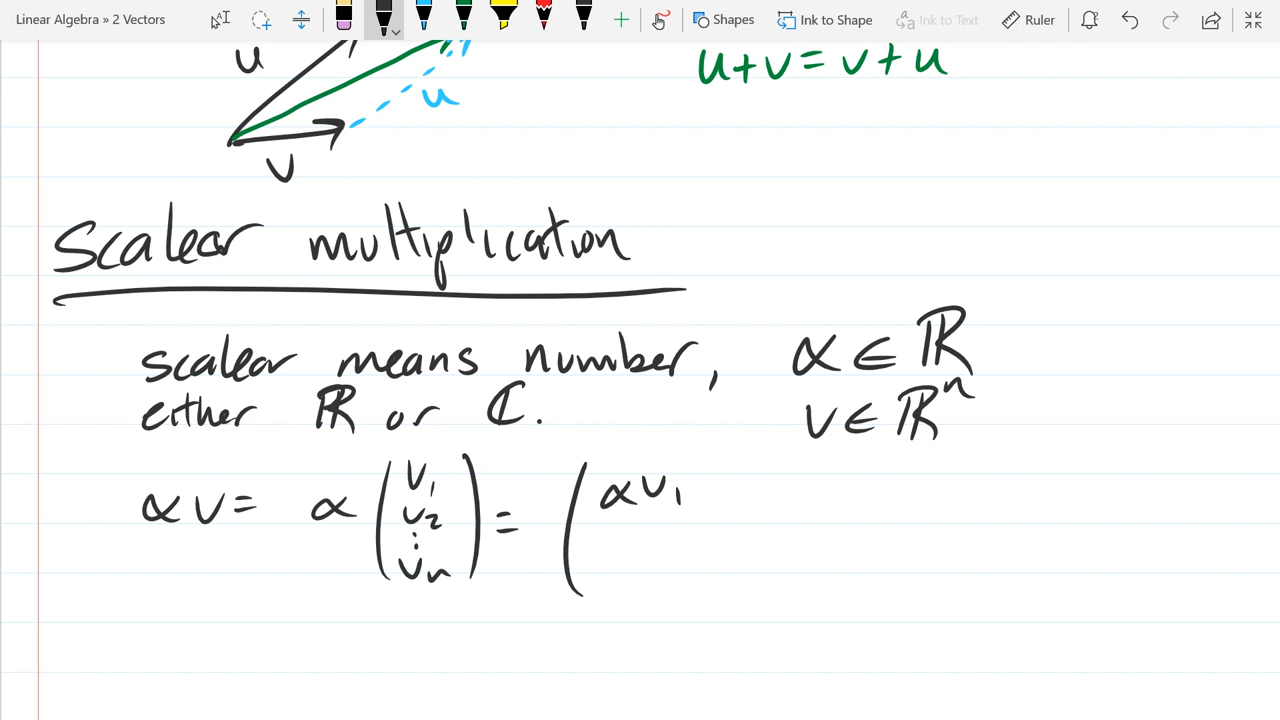 Linear Algebra » 2 Vectors
Shapes
Ink to Shape
Ink to Text
Ruler
u
u+v=v+u
u
v
Scalear multiplication
scalear means number, α∈ℝ
either ℝ or ℂ. v∈ℝⁿ
αv= α(v₁ v₂ ⋮ vₙ) = (αv₁